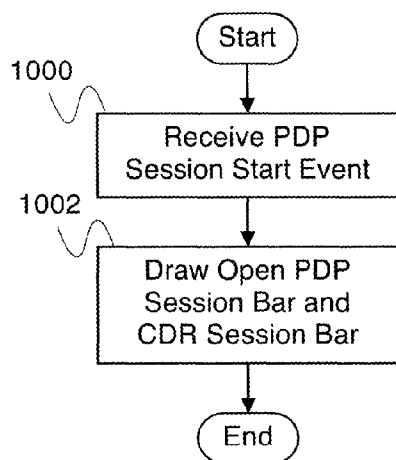 Start
1000
Receive PDP
Session Start Event
1002
Draw Open PDP
Session Bar and
CDR Session Bar
End